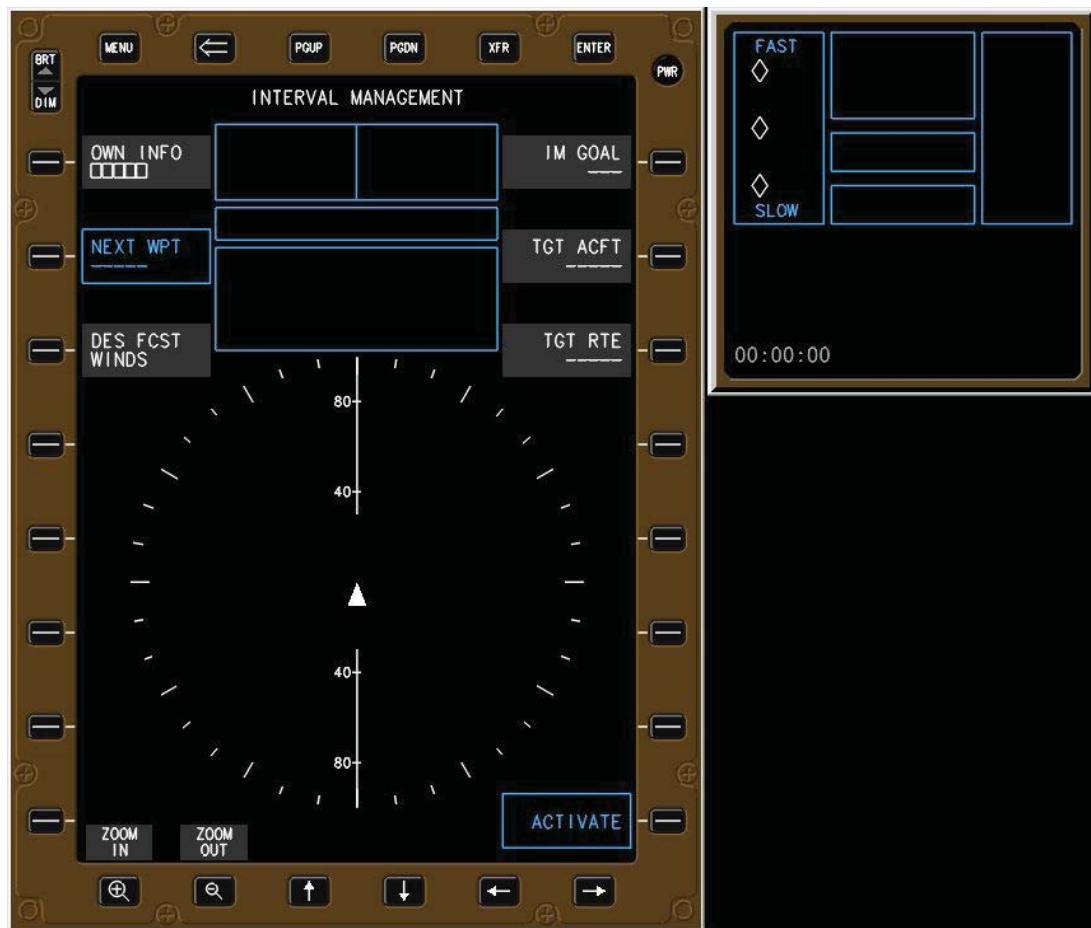 MENU
PGUP
PGDN
XFR
ENTER
BRT
DIM
PWR
INTERVAL MANAGEMENT
OWN INFO
IM GOAL
NEXT WPT
TGT ACFT
DES FCST
WINDS
TGT RTE
80
40
40
80
ACTIVATE
ZOOM
IN
ZOOM
OUT
FAST
SLOW
00:00:00